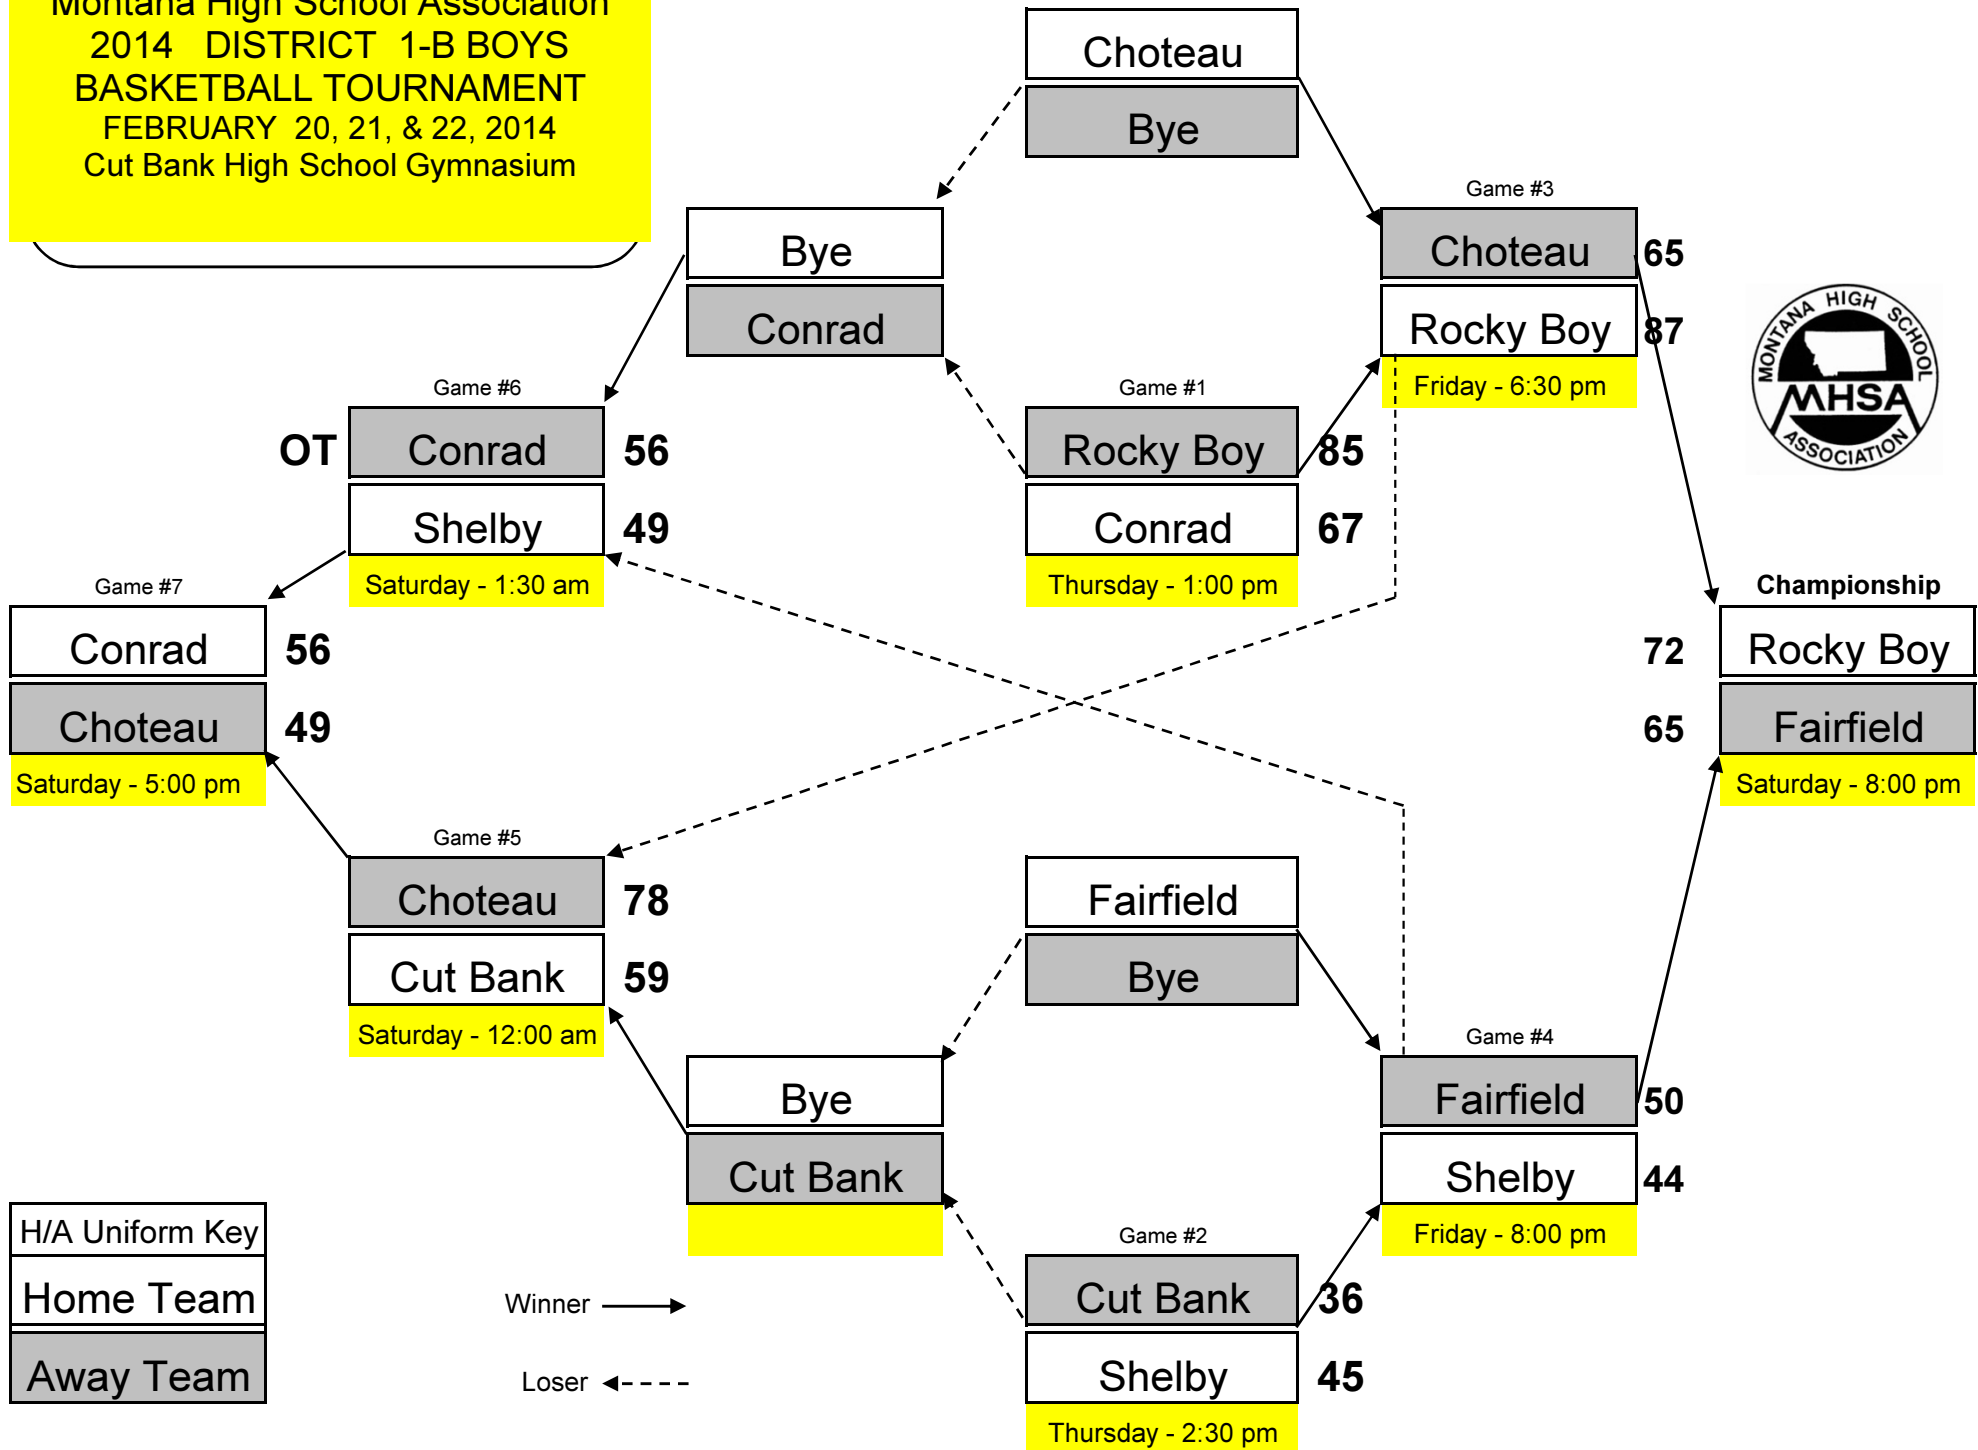 Montana High School Association
2014 DISTRICT 1-B BOYS
BASKETBALL TOURNAMENT
FEBRUARY 20, 21, & 22, 2014
Cut Bank High School Gymnasium
Choteau
Bye
Bye
Conrad
Game #3
Choteau 65
Rocky Boy 87
Friday - 6:30 pm
MONTANA HIGH SCHOOL
MHSA
ASSOCIATION
Game #6
OT Conrad 56
Shelby 49
Saturday - 1:30 am
Game #1
Rocky Boy 85
Conrad 67
Thursday - 1:00 pm
Game #7
Conrad 56
Choteau 49
Saturday - 5:00 pm
Championship
72 Rocky Boy
65 Fairfield
Saturday - 8:00 pm
Game #5
Choteau 78
Cut Bank 59
Saturday - 12:00 am
Fairfield
Bye
Bye
Cut Bank
Game #4
Fairfield 50
Shelby 44
Friday - 8:00 pm
Game #2
Cut Bank 36
Shelby 45
Thursday - 2:30 pm
H/A Uniform Key
Home Team
Away Team
Winner
Loser